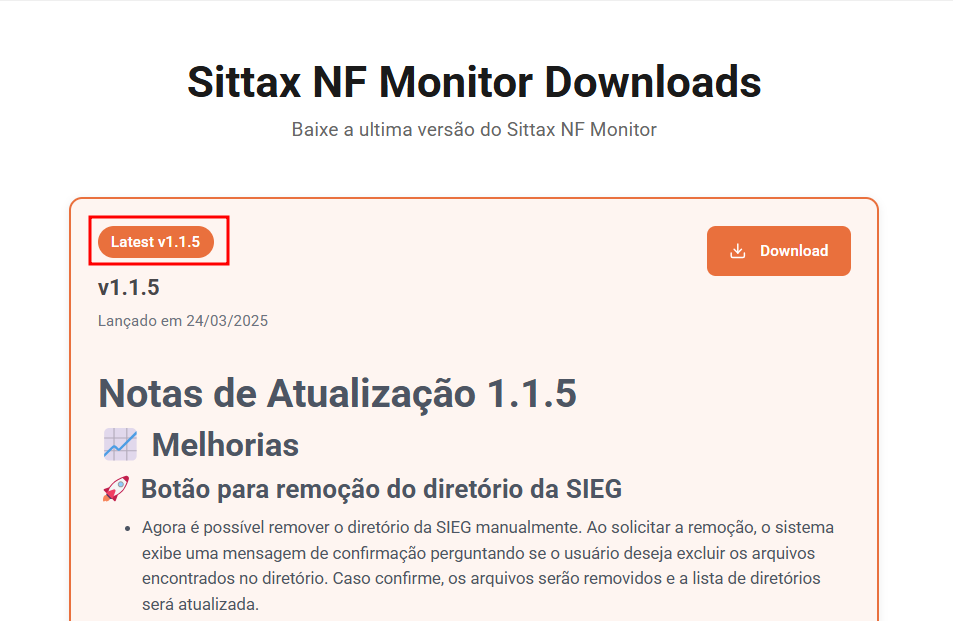 Sittax NF Monitor Downloads
Baixe a ultima versão do Sittax NF Monitor
Latest v1.1.5
Download
v1.1.5
Lançado em 24/03/2025
Notas de Atualização 1.1.5
Melhorias
Botão para remoção do diretório da SIEG
Agora é possível remover o diretório da SIEG manualmente. Ao solicitar a remoção, o sistema
exibe uma mensagem de confirmação perguntando se o usuário deseja excluir os arquivos
encontrados no diretório. Caso confirme, os arquivos serão removidos e a lista de diretórios
será atualizada.